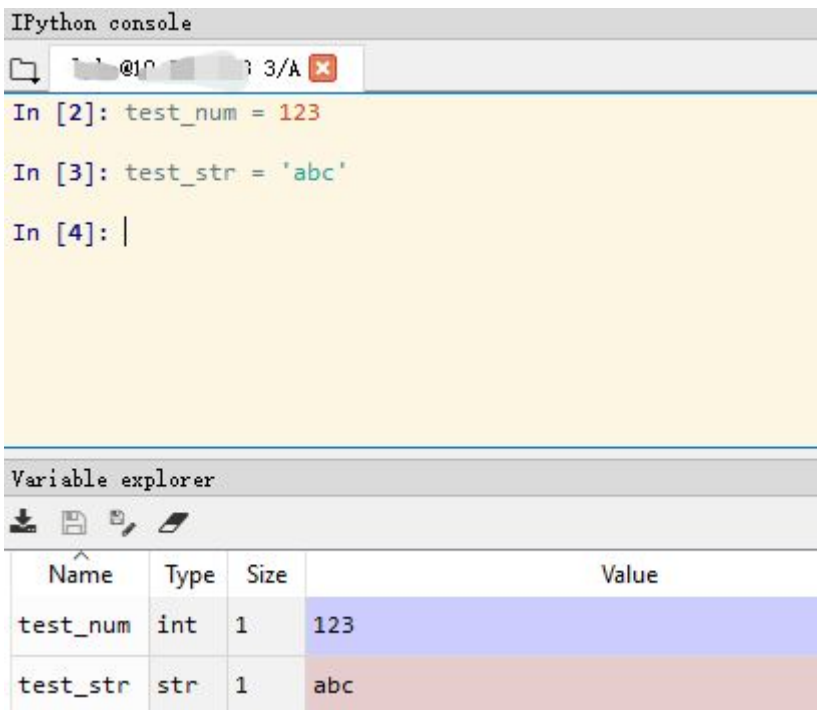 IPython console
3/A
In [2]: test_num = 123
In [3]: test_str = 'abc'
In [4]:
Variable explorer
Name Type Size Value
test_num int 1 123
test_str str 1 abc